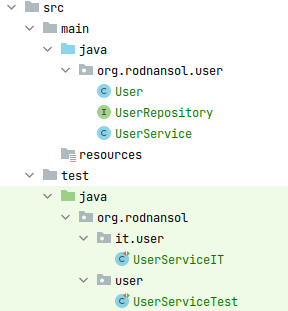 src
main
java
org.rodnansol.user
C User
I UserRepository
C UserService
resources
test
java
org.rodnansol
it.user
C UserServiceIT
user
C UserServiceTest